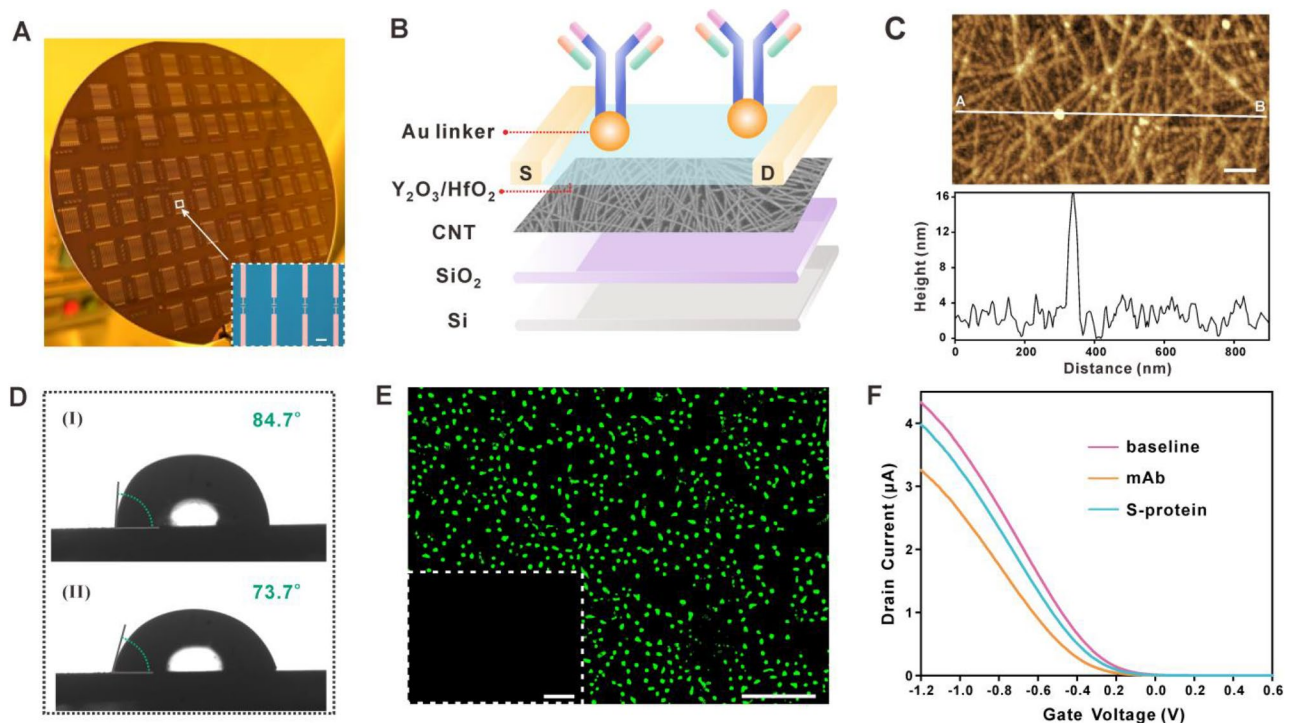 A
B
Au linker
S
D
Y₂O₃/HfO₂
CNT
SiO₂
Si
C
A
B
Height (nm)
16
12
8
4
0
0 200 400 600 800
Distance (nm)
D
(I)
84.7°
(II)
73.7°
E
F
Drain Current (μA)
4
3
2
1
0
baseline
mAb
S-protein
-1.2 -1.0 -0.8 -0.6 -0.4 -0.2 0.0 0.2 0.4 0.6
Gate Voltage (V)